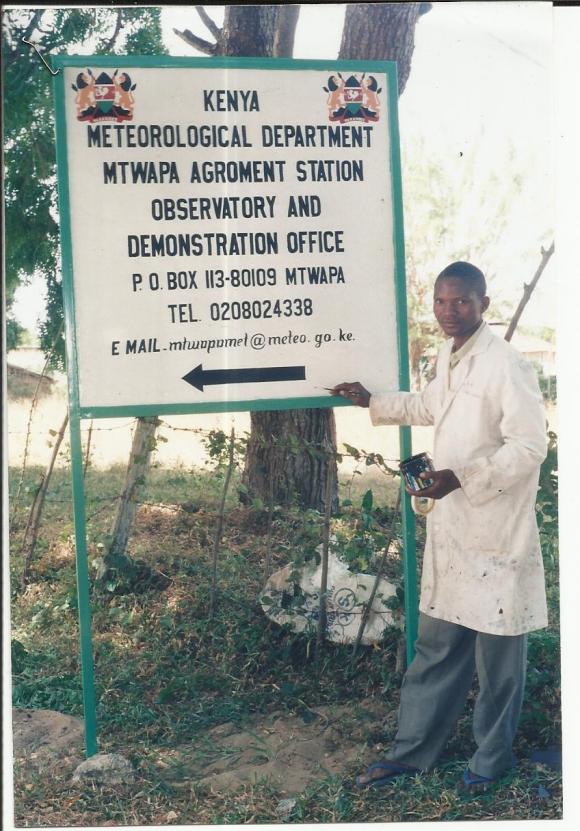 KENYA
METEOROLOGICAL DEPARTMENT
MTWAPA AGROMENT STATION
OBSERVATORY AND
DEMONSTRATION OFFICE
P. O. BOX 113-80109 MTWAPA
TEL. 0208024338
E MAIL-mtwapamet@meteo.go.ke.